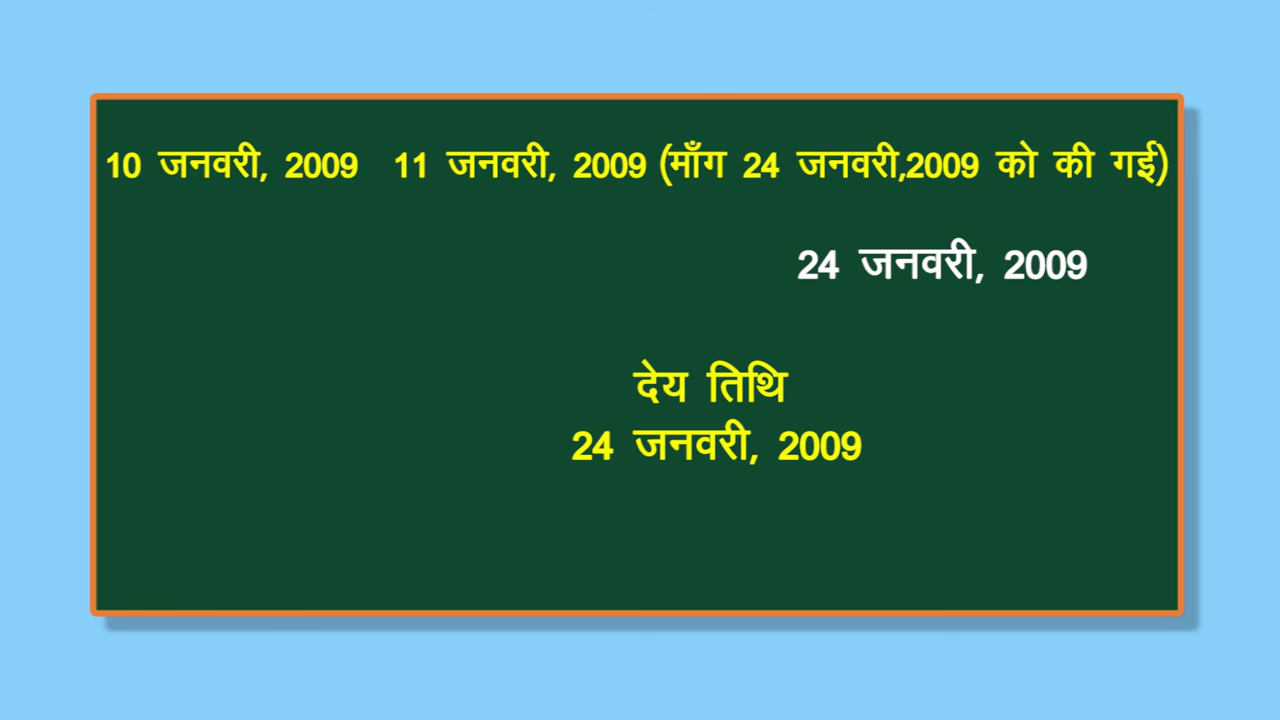 10 जनवरी, 2009 11 जनवरी, 2009 (माँग 24 जनवरी,2009 को की गई)
24 जनवरी, 2009
देय तिथि
24 जनवरी, 2009